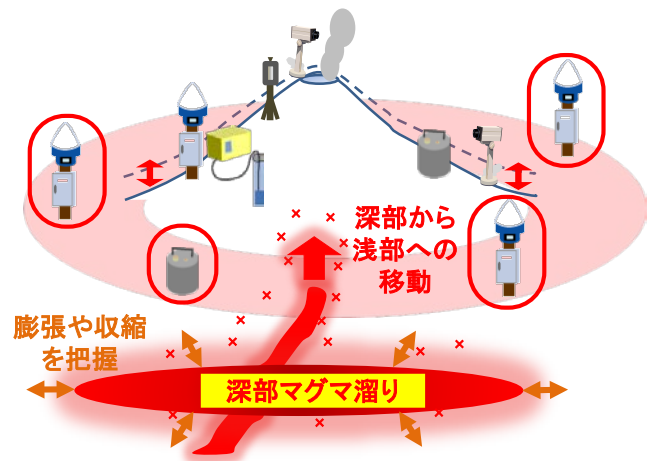 深部から
浅部への
移動
膨張や収縮
を把握
深部マグマ溜り